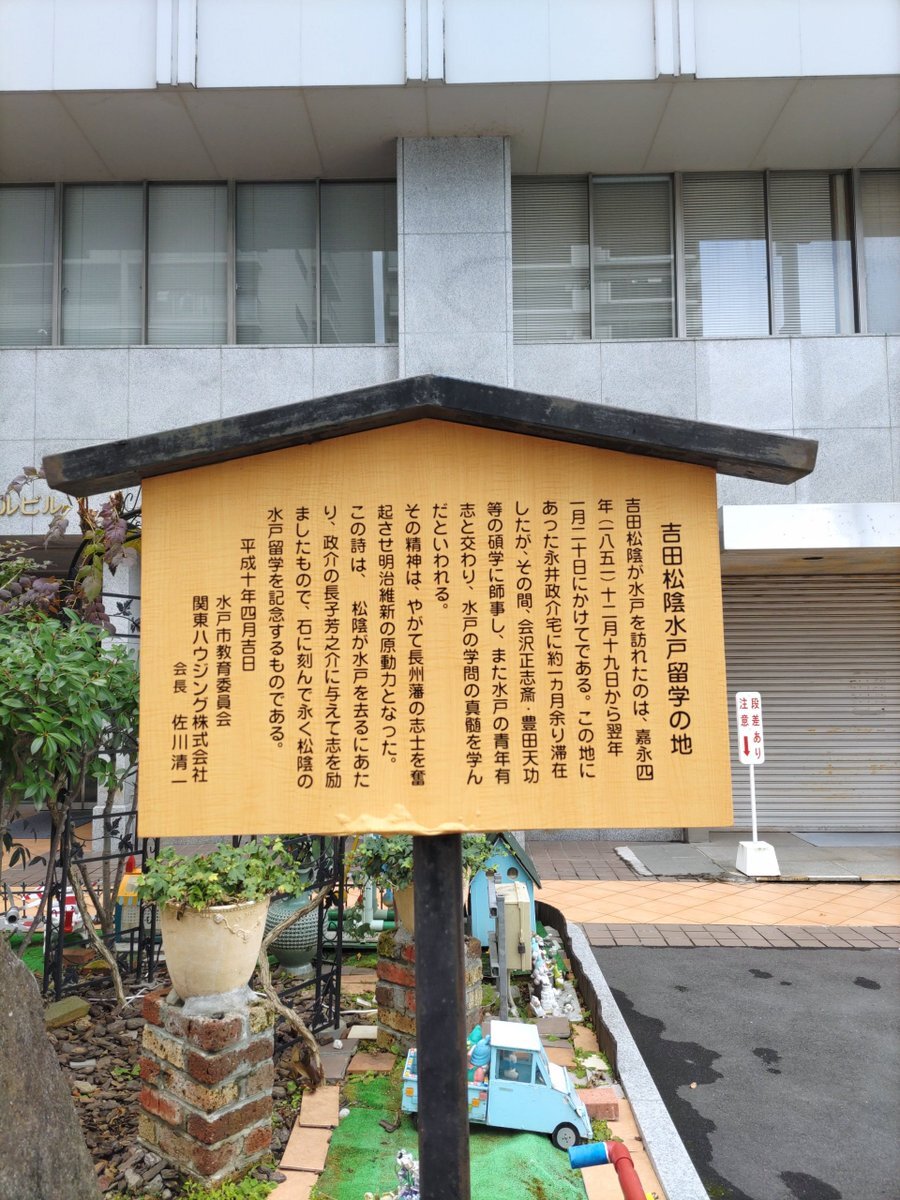 吉田松陰水戸留学の地
吉田松陰が水戸を訪れたのは、嘉永四
年(一八五一)十二月十九日から翌年
一月二十日にかけてである。この地に
あった永井政介宅に約一カ月余り滞在
したが、その間、会沢正志斎・豊田天功
等の碩学に師事し、また水戸の青年有
志と交わり、水戸の学問の真髄を学ん
だといわれる。
その精神は、やがて長州藩の志士を奮
起させ明治維新の原動力となった。
この詩は、 松陰が水戸を去るにあた
り、政介の長子芳之介に与えて志を励
ましたもので、石に刻んで永く松陰の
水戸留学を記念するものである。
平成十年四月吉日
水戸市教育委員会
関東ハウジング株式会社
会長 佐川清一
段差あり
注意
ルビル